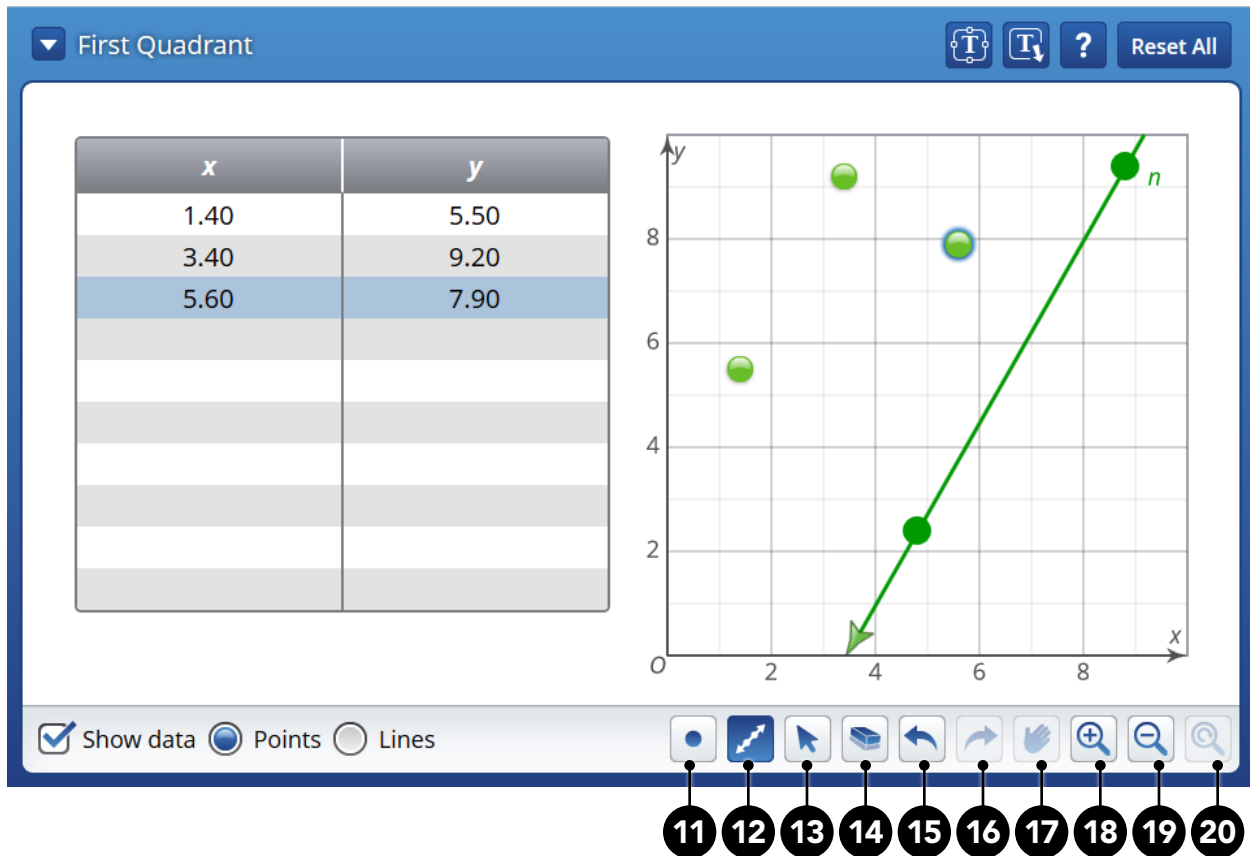 First Quadrant
T T ? Reset All
x y
1.40 5.50
3.40 9.20
5.60 7.90
y
n
8
6
4
2
x
O 2 4 6 8
Show data Points Lines
11 12 13 14 15 16 17 18 19 20